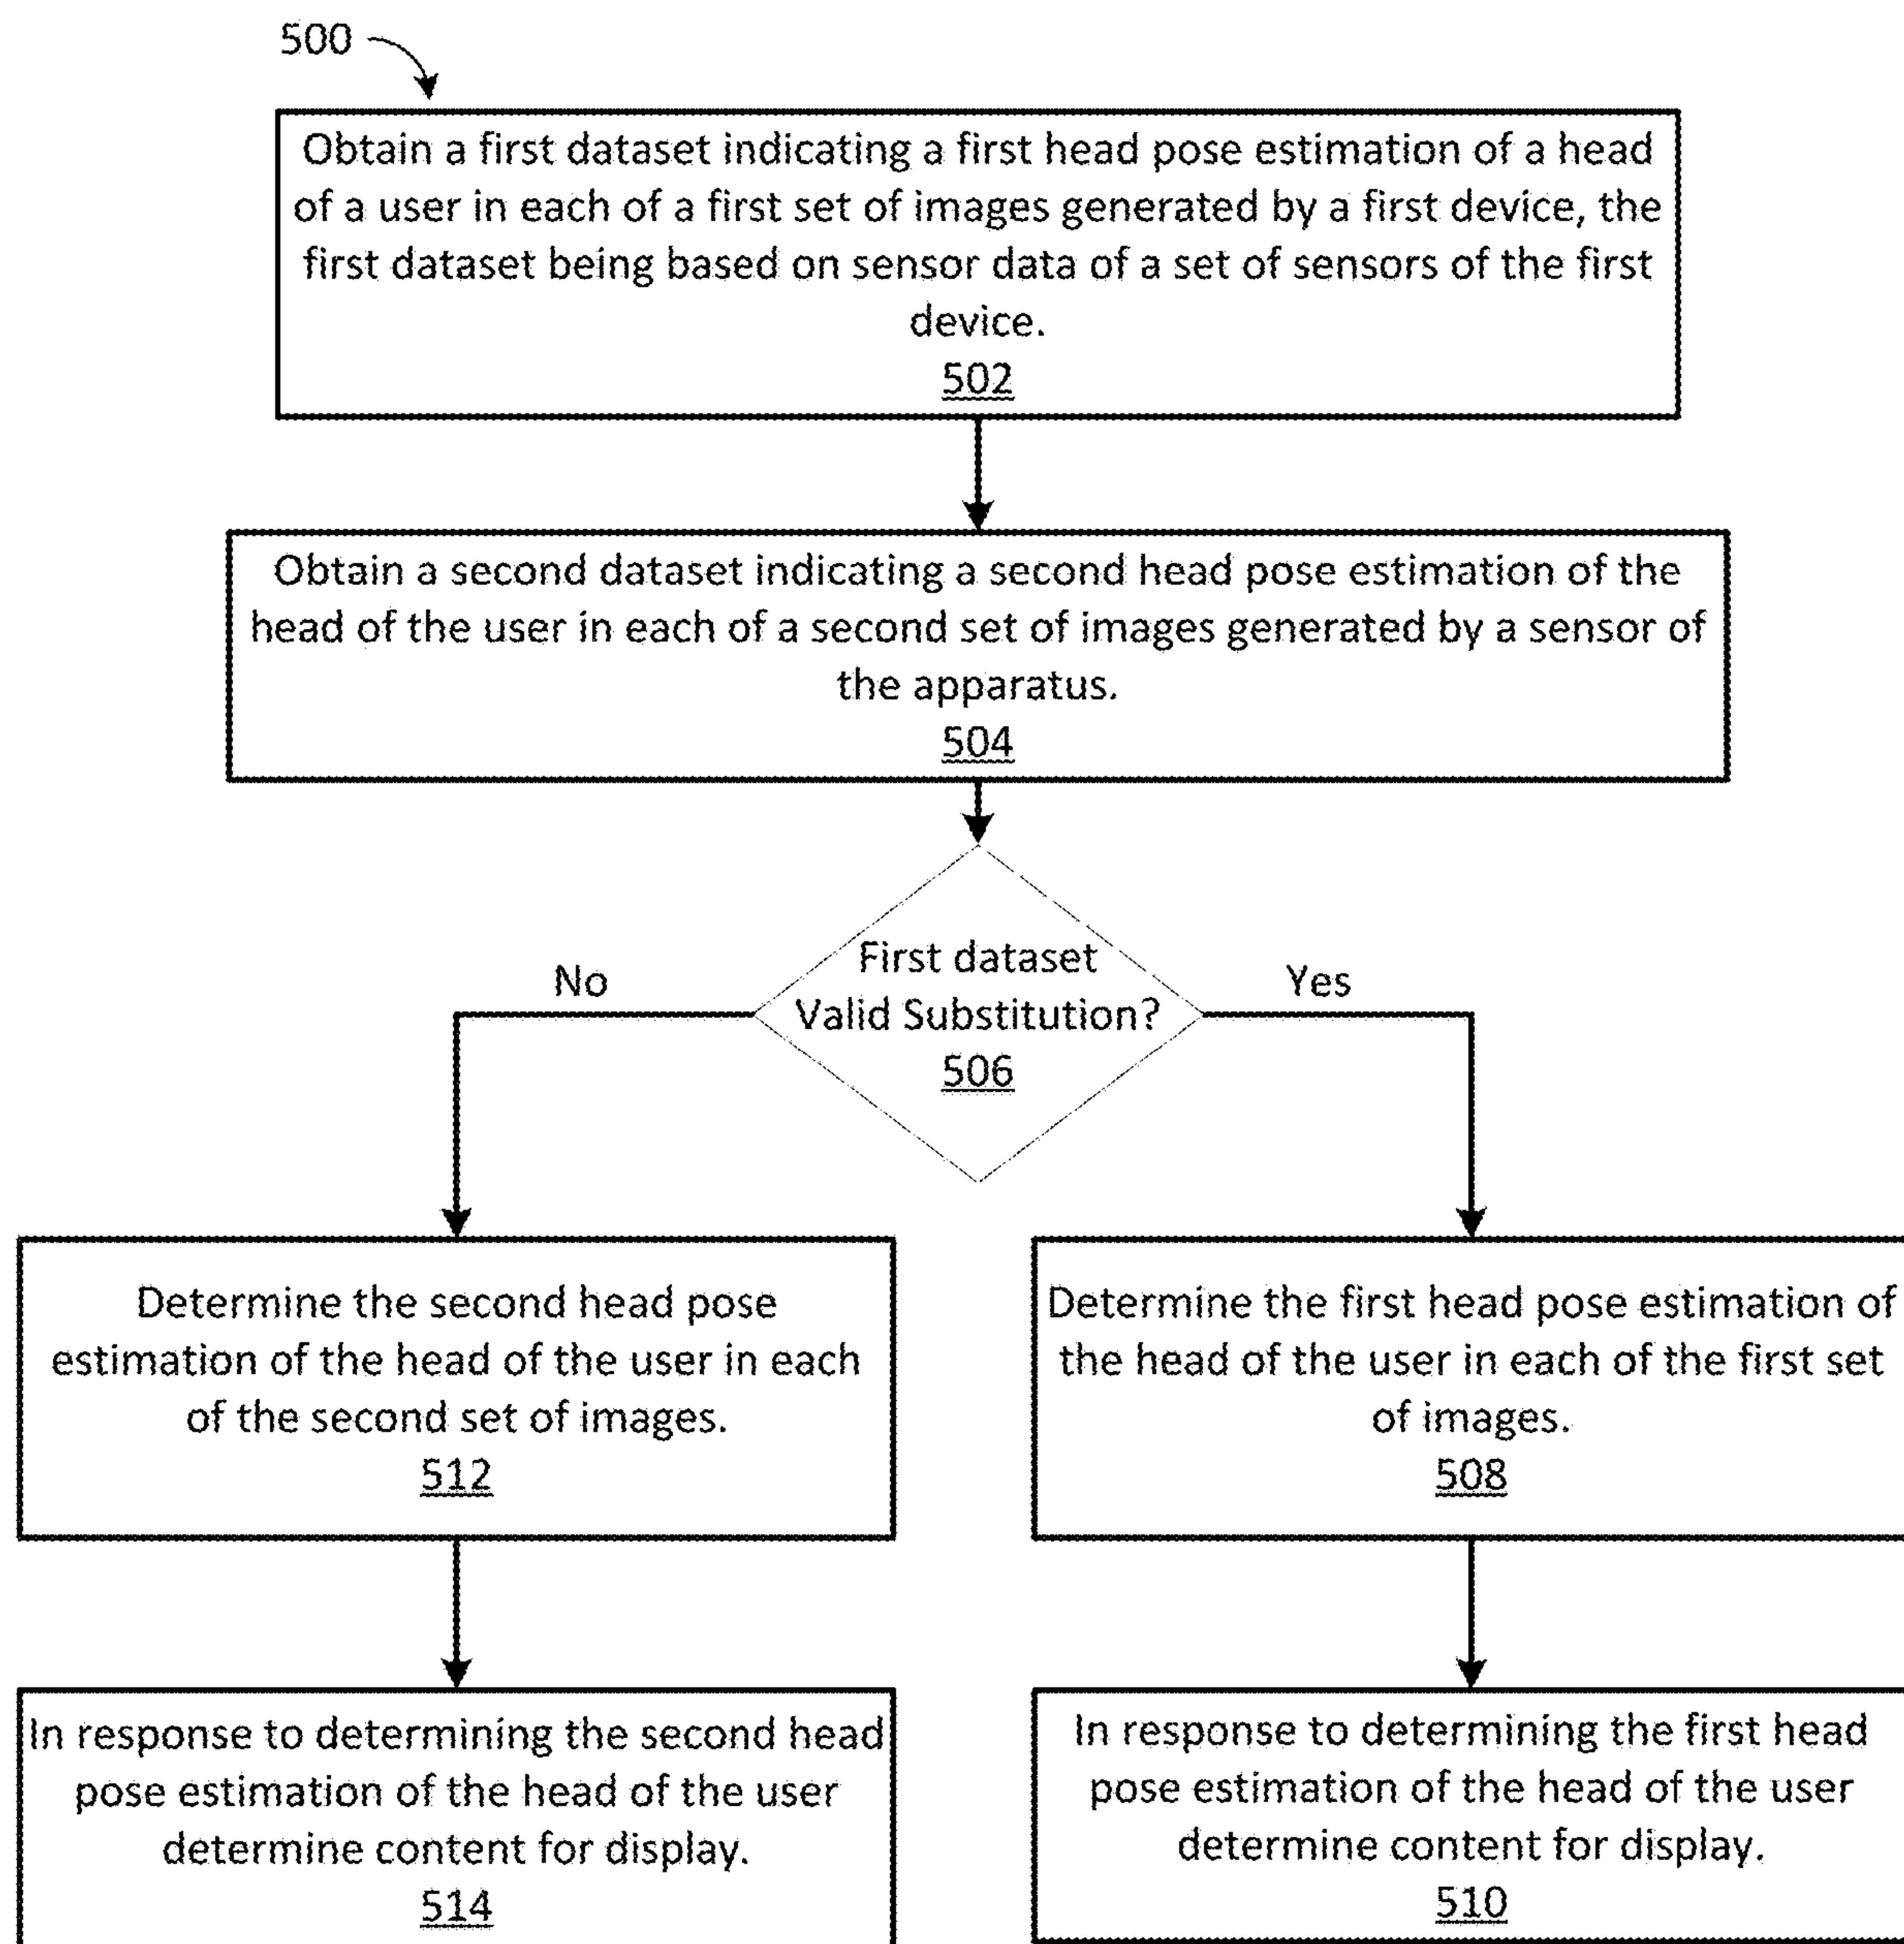 500
Obtain a first dataset indicating a first head pose estimation of a head
of a user in each of a first set of images generated by a first device, the
first dataset being based on sensor data of a set of sensors of the first
device.
502
Obtain a second dataset indicating a second head pose estimation of the
head of the user in each of a second set of images generated by a sensor of
the apparatus.
504
First dataset
Valid Substitution?
506
No
Yes
Determine the second head pose
estimation of the head of the user in each
of the second set of images.
512
Determine the first head pose estimation of
the head of the user in each of the first set
of images.
508
In response to determining the second head
pose estimation of the head of the user
determine content for display.
514
In response to determining the first head
pose estimation of the head of the user
determine content for display.
510